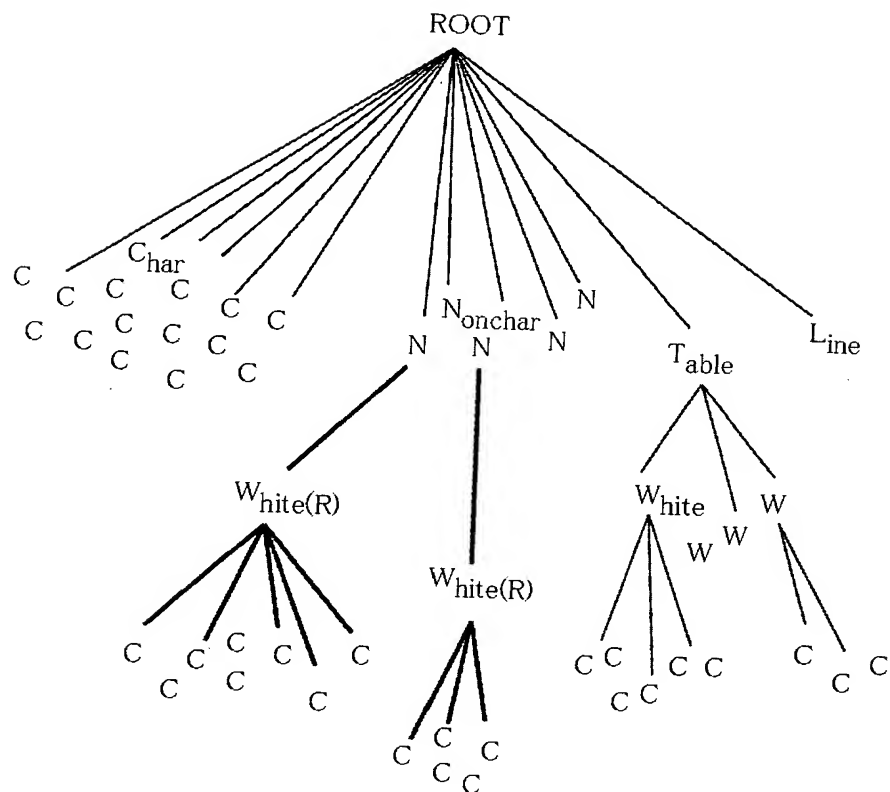 ROOT
C Char
C C C C C
C C C C C
C C C
N Nonchar N
N N N
Line
Table
White(R)
White W W W
White(R)
C C C C C C
C C C
C C C C C
C C C
C C C
C C C
C C